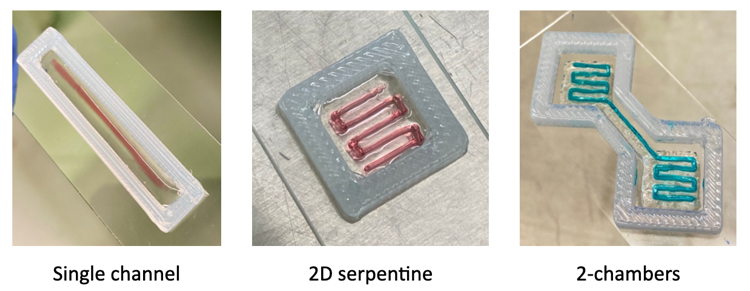 Single channel
2D serpentine
2-chambers